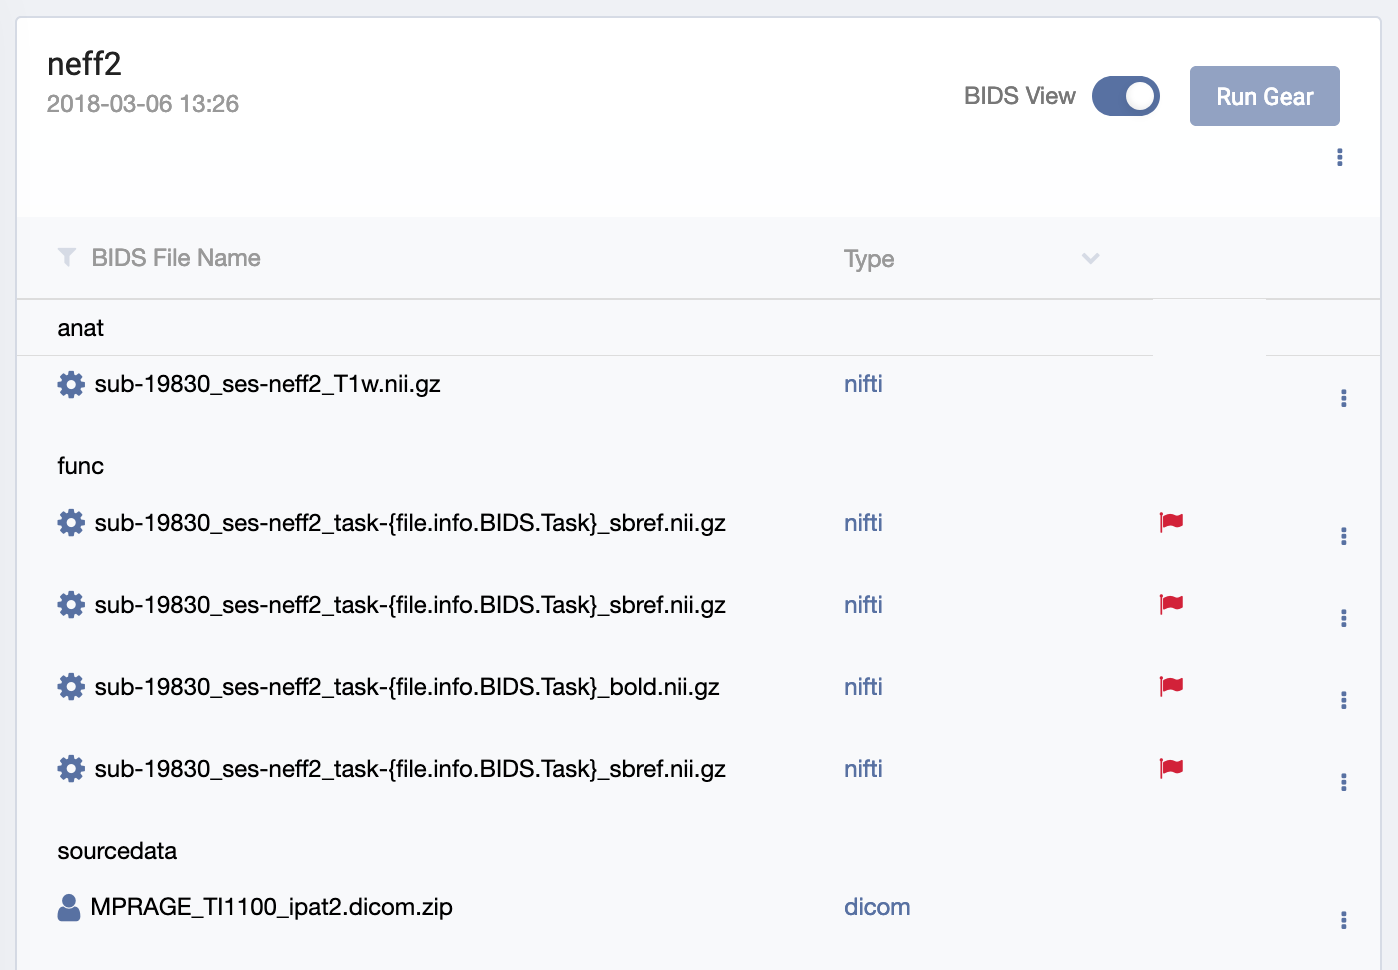 neff2
2018-03-06 13:26
BIDS View
Run Gear
BIDS File Name Type
anat
sub-19830_ses-neff2_T1w.nii.gz nifti
func
sub-19830_ses-neff2_task-{file.info.BIDS.Task}_sbref.nii.gz nifti
sub-19830_ses-neff2_task-{file.info.BIDS.Task}_sbref.nii.gz nifti
sub-19830_ses-neff2_task-{file.info.BIDS.Task}_bold.nii.gz nifti
sub-19830_ses-neff2_task-{file.info.BIDS.Task}_sbref.nii.gz nifti
sourcedata
MPRAGE_TI1100_ipat2.dicom.zip dicom